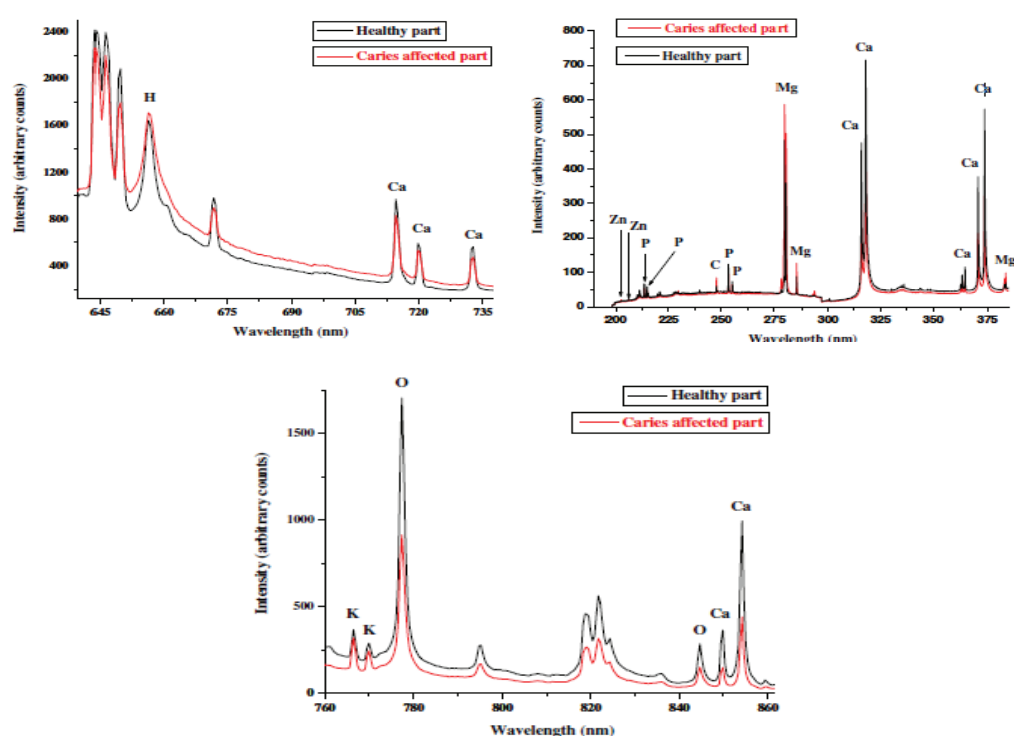 Healthy part
Caries affected part
2400
2000
1600
1200
800
400
645
660
675
690
705
720
735
H
Ca
Ca
Ca
Intensity (arbitrary counts)
Wavelength (nm)
Caries affected part
Healthy part
800
700
600
500
400
300
200
100
0
200
225
250
275
300
325
350
375
Zn
Zn
P
P
C
P
P
Mg
Mg
Ca
Ca
Ca
Ca
Ca
Mg
Intensity (arbitrary counts)
Wavelength (nm)
Healthy part
Caries affected part
1500
1000
500
0
760
780
800
820
840
860
K
K
O
O
Ca
Ca
Intensity (arbitrary counts)
Wavelength (nm)